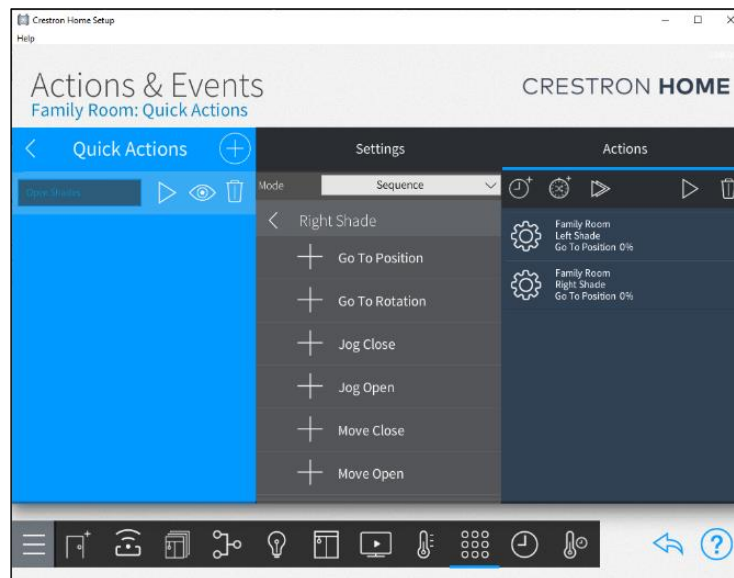 Crestron Home Setup
Help
Actions & Events
Family Room: Quick Actions
CRESTRON HOME
Quick Actions
Settings
Actions
Open Shades
Mode
Sequence
Right Shade
Go To Position
Go To Rotation
Jog Close
Jog Open
Move Close
Move Open
Family Room
Left Shade
Go To Position 0%
Family Room
Right Shade
Go To Position 0%